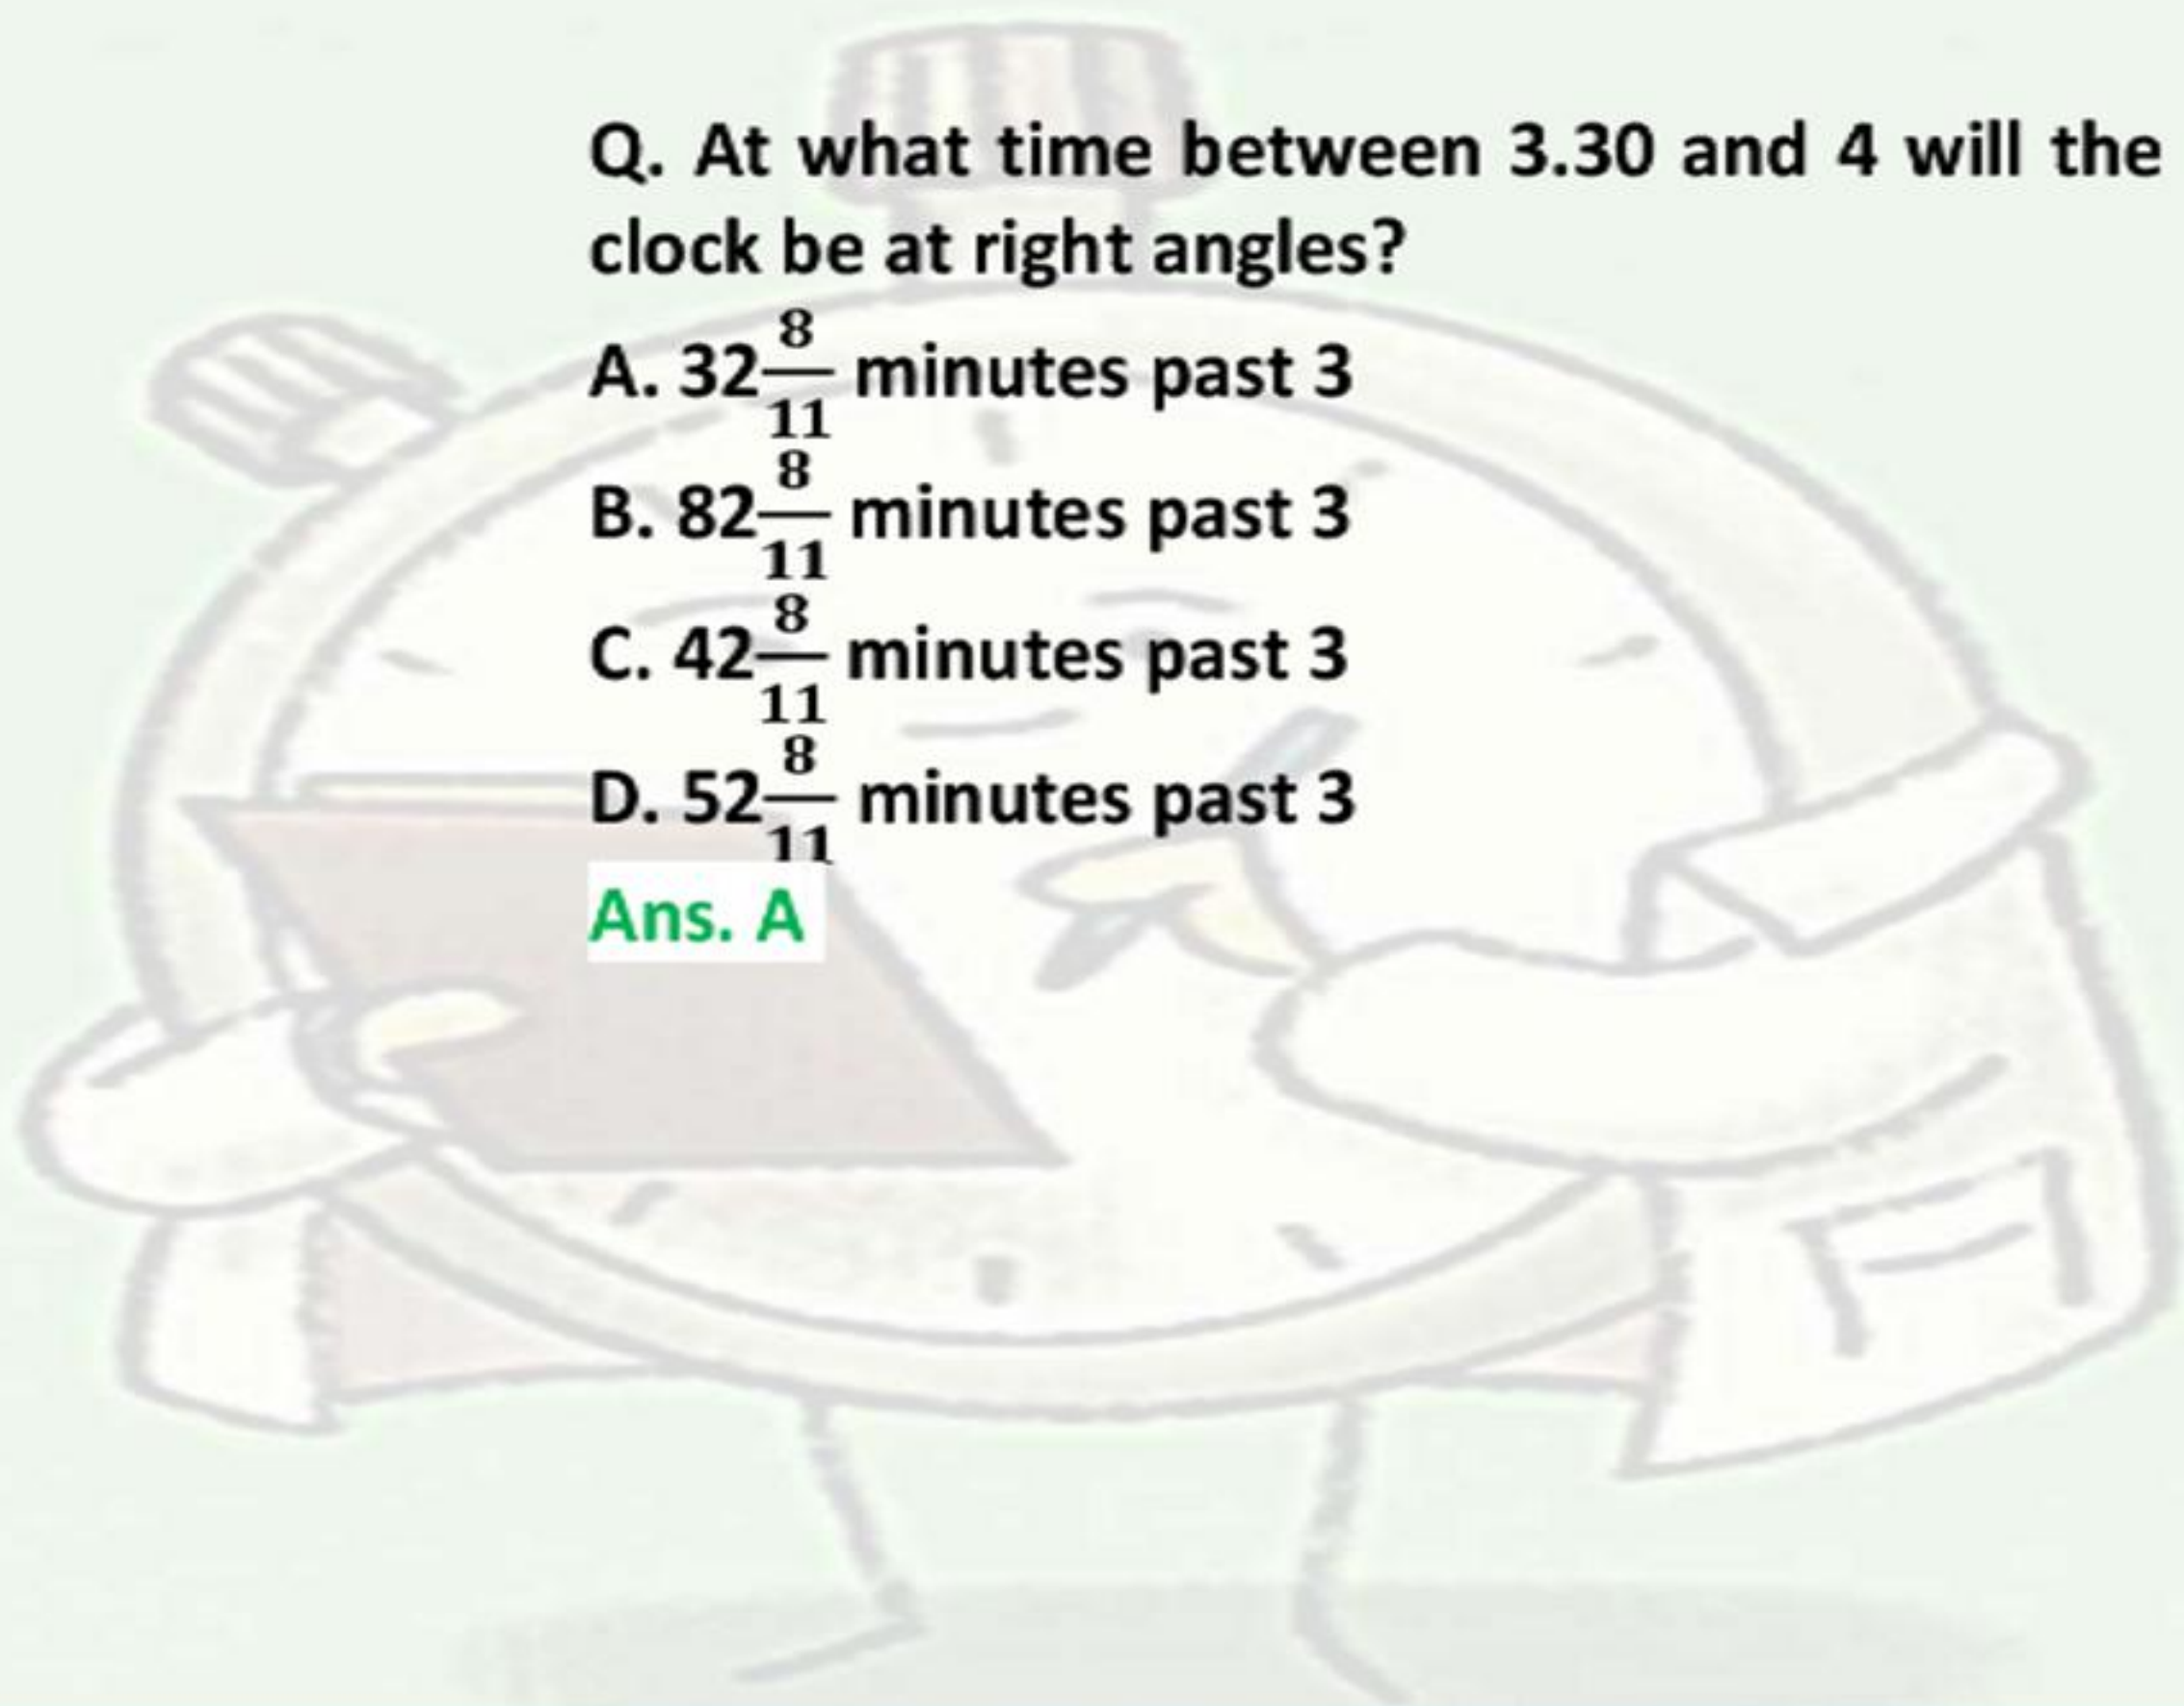 Q. At what time between 3.30 and 4 will the
clock be at right angles?
A. 32 8/11 minutes past 3
B. 82 8/11 minutes past 3
C. 42 8/11 minutes past 3
D. 52 8/11 minutes past 3
Ans. A